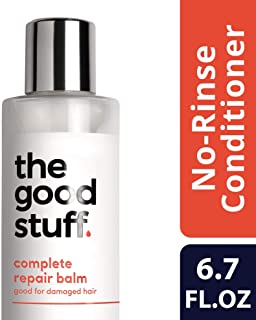 the
good
stuff.
complete
repair balm
good for damaged hair
No-Rinse
Conditioner
6.7
FL.OZ